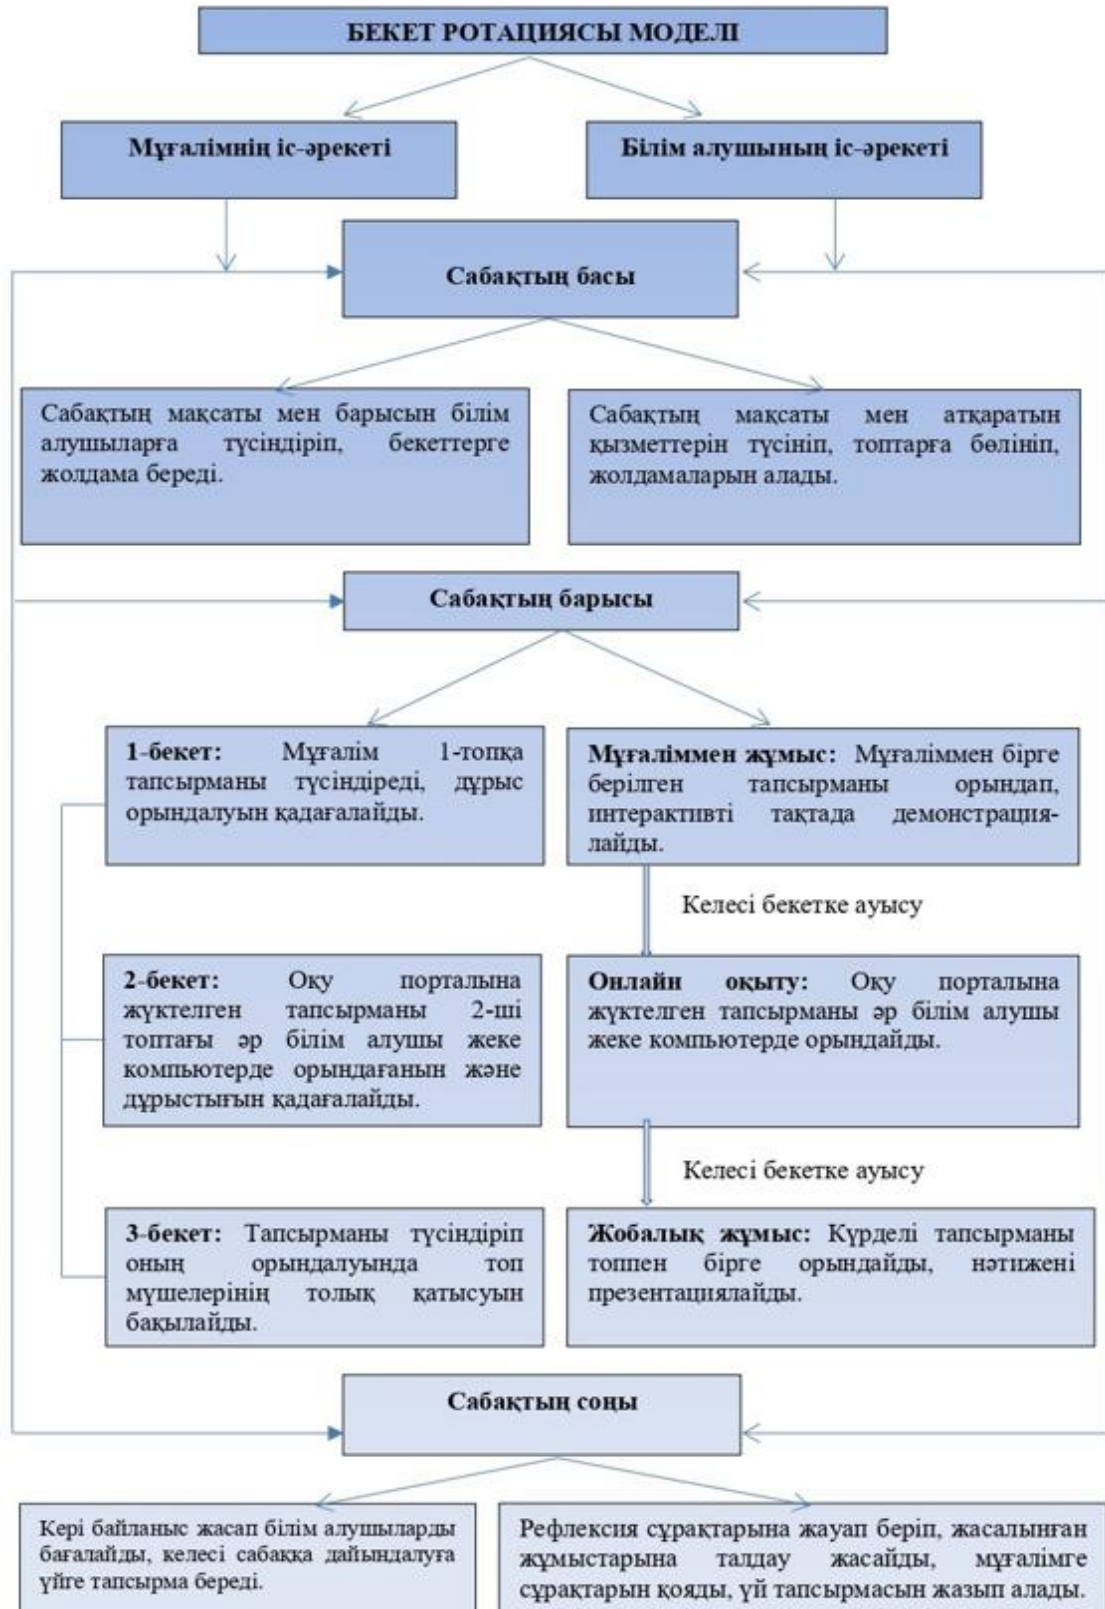 БЕКЕТ РОТАЦИЯСЫ МОДЕЛІ
Мұғалімнің іс-әрекеті
Білім алушының іс-әрекеті
Сабақтың басы
Сабақтың мақсаты мен барысын білім
алушыларға түсіндіріп, бекеттерге
жолдама береді.
Сабақтың мақсаты мен атқаратын
қызметтерін түсініп, топтарға бөлініп,
жолдамаларын алады.
Сабақтың барысы
1-бекет: Мұғалім 1-топқа
тапсырманы түсіндіреді, дұрыс
орындалуын қадағалайды.
Мұғаліммен жұмыс: Мұғаліммен бірге
берілген тапсырманы орындап,
интерактивті тақтада демонстрация-
лайды.
Келесі бекетке ауысу
2-бекет: Оқу порталына
жүктелген тапсырманы 2-ші
топтағы әр білім алушы жеке
компьютерде орындағанын және
дұрыстығын қадағалайды.
Онлайн оқыту: Оқу порталына
жүктелген тапсырманы әр білім алушы
жеке компьютерде орындайды.
Келесі бекетке ауысу
3-бекет: Тапсырманы түсіндіріп
оның орындалуында топ
мүшелерінің толық қатысуын
бақылайды.
Жобалық жұмыс: Күрделі тапсырманы
топпен бірге орындайды, нәтижені
презентациялайды.
Сабақтың соңы
Кері байланыс жасап білім алушыларды
бағалайды, келесі сабаққа дайындалуға
үйге тапсырма береді.
Рефлексия сұрақтарына жауап беріп, жасалынған
жұмыстарына талдау жасайды, мұғалімге
сұрақтарын қояды, үй тапсырмасын жазып алады.